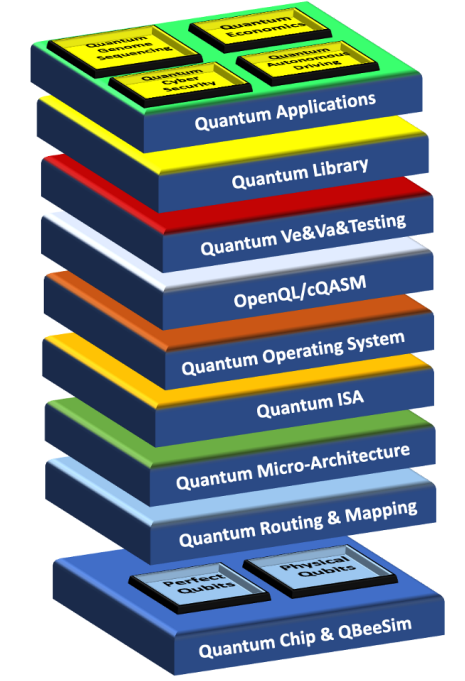 Quantum
Genome
Sequencing
Quantum
Economics
Quantum
Cyber
Security
Quantum
Autonomous
Driving
Quantum Applications
Quantum Library
Quantum Ve&Va&Testing
OpenQL/cQASM
Quantum Operating System
Quantum ISA
Quantum Micro-Architecture
Quantum Routing & Mapping
Perfect
Qubits
Physical
Qubits
Quantum Chip & QBeeSim